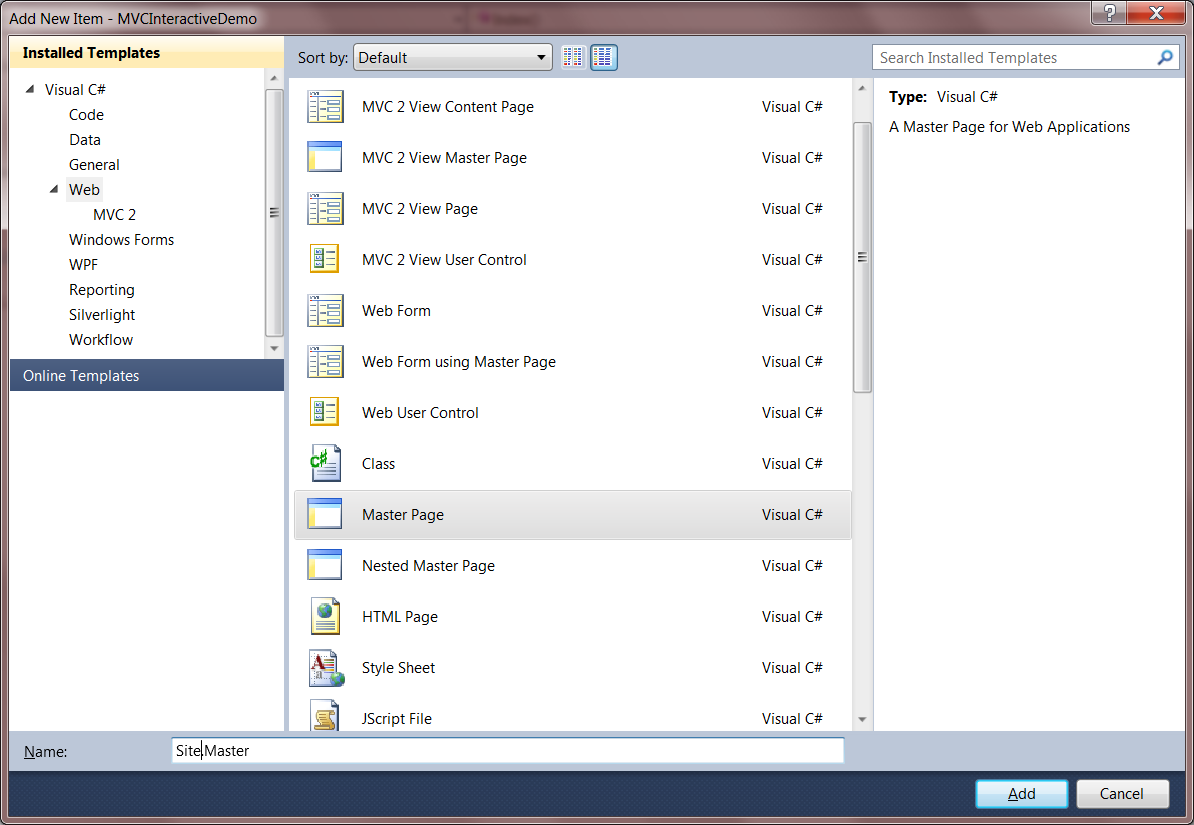 Add New Item - MVCInteractiveDemo
Installed Templates
Sort by: Default
Search Installed Templates
Visual C#
Code
Data
General
Web
MVC 2
Windows Forms
WPF
Reporting
Silverlight
Workflow
Online Templates
MVC 2 View Content Page Visual C#
MVC 2 View Master Page Visual C#
MVC 2 View Page Visual C#
MVC 2 View User Control Visual C#
Web Form Visual C#
Web Form using Master Page Visual C#
Web User Control Visual C#
Class Visual C#
Master Page Visual C#
Nested Master Page Visual C#
HTML Page Visual C#
Style Sheet Visual C#
JScript File Visual C#
Type: Visual C#
A Master Page for Web Applications
Name: Site.Master
Add Cancel